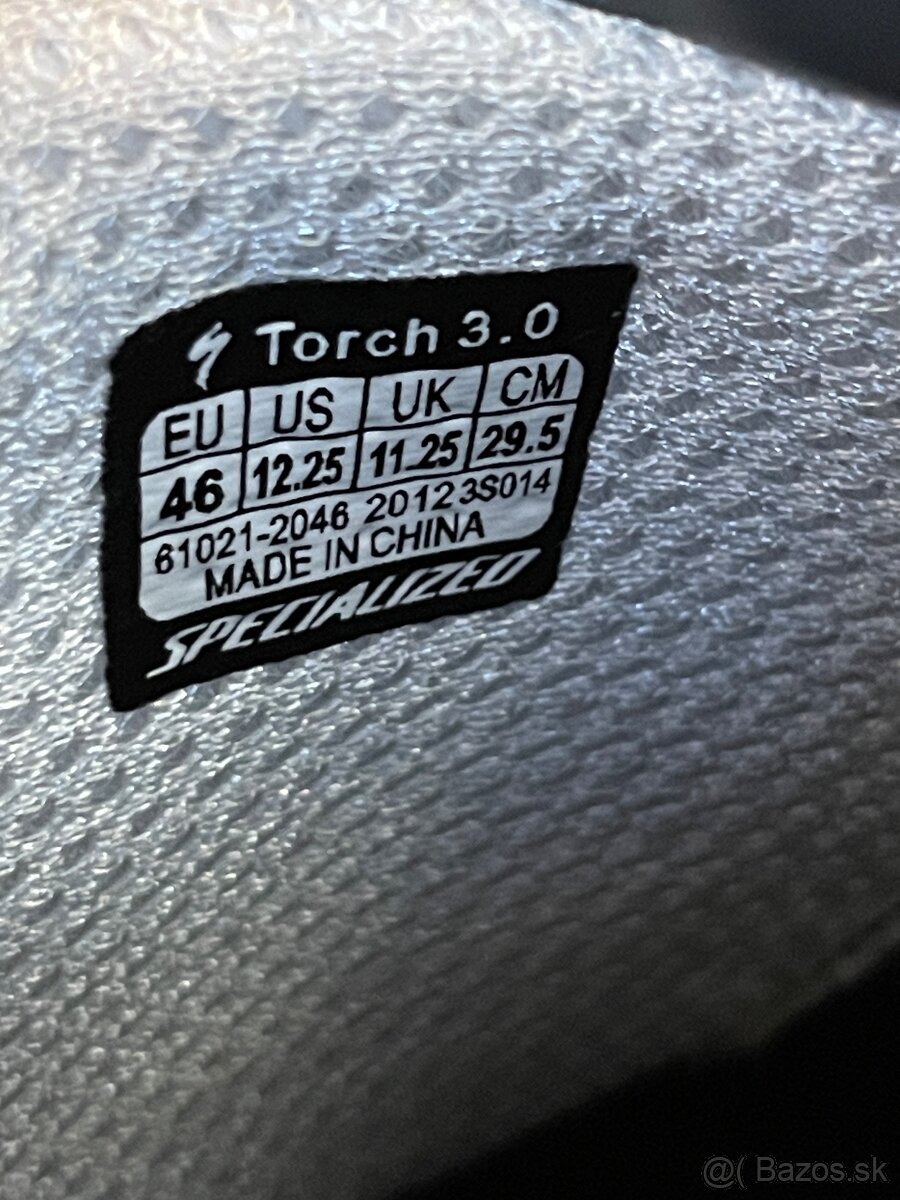 Torch 3.0
EU US UK CM
46 12.25 11.25 29.5
61021-2046 20123S014
MADE IN CHINA
SPECIALIZED
@( Bazos.sk